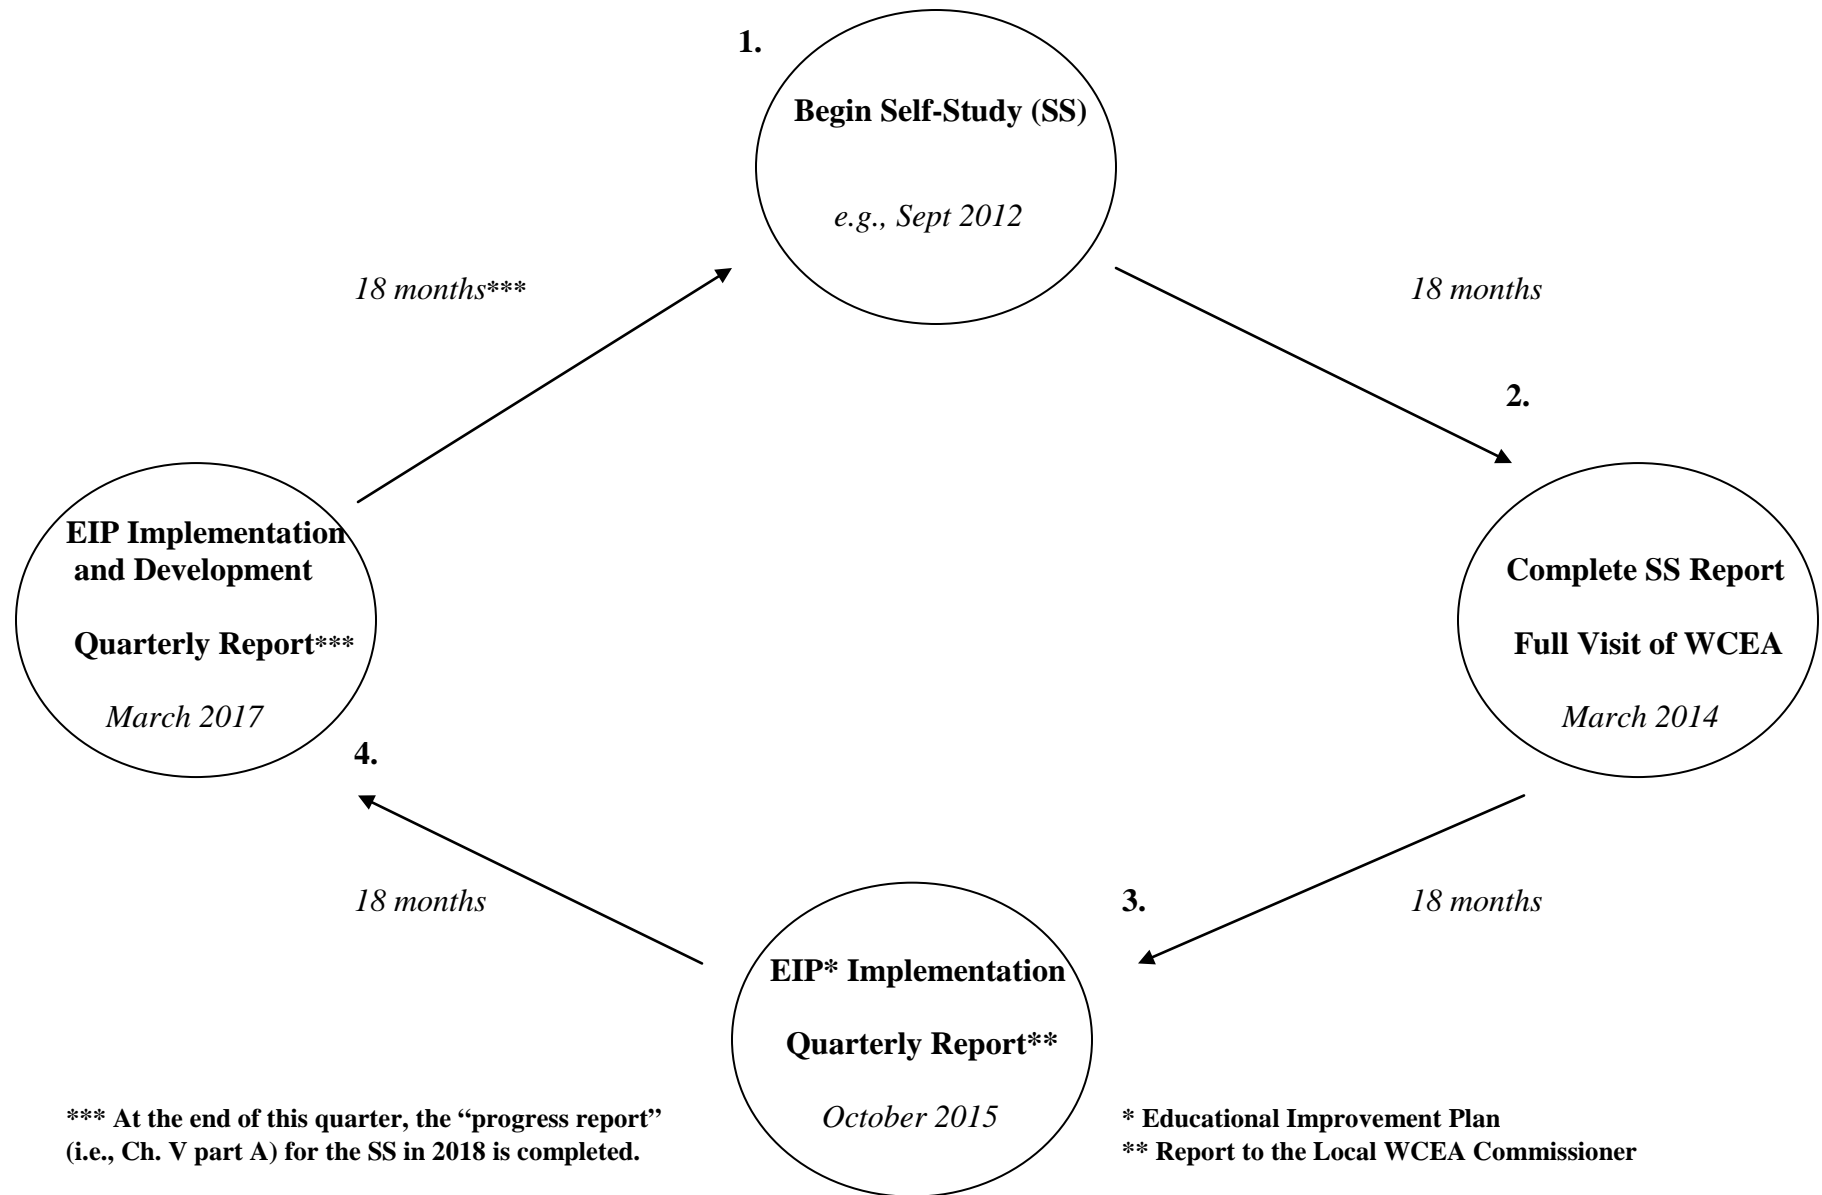 1.
Begin Self-Study (SS)
e.g., Sept 2012
18 months
2.
Complete SS Report
Full Visit of WCEA
March 2014
18 months
3.
EIP* Implementation
Quarterly Report**
October 2015
18 months
4.
EIP Implementation
and Development
Quarterly Report***
March 2017
18 months***
*** At the end of this quarter, the “progress report”
(i.e., Ch. V part A) for the SS in 2018 is completed.
* Educational Improvement Plan
** Report to the Local WCEA Commissioner